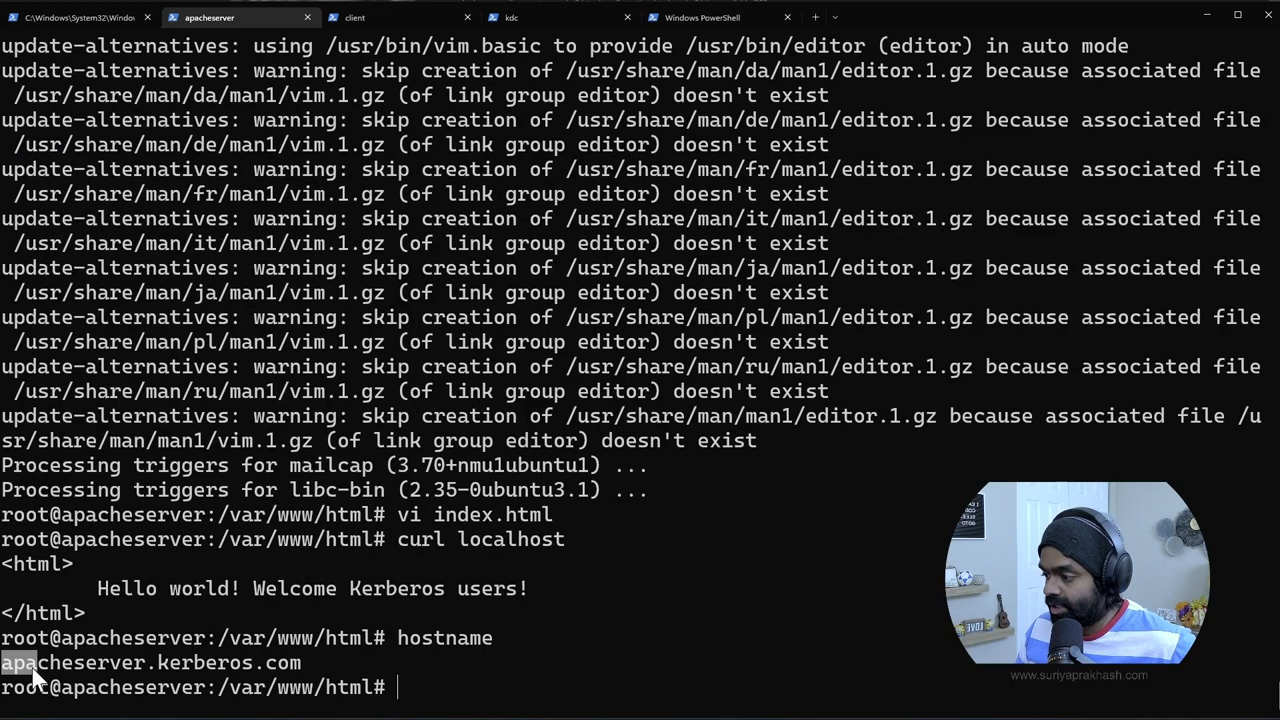 C:\Windows\System32\Window
apacheserver
client
kdc
Windows PowerShell
update-alternatives: using /usr/bin/vim.basic to provide /usr/bin/editor (editor) in auto mode
update-alternatives: warning: skip creation of /usr/share/man/da/man1/editor.1.gz because associated file
/usr/share/man/da/man1/vim.1.gz (of link group editor) doesn't exist
update-alternatives: warning: skip creation of /usr/share/man/de/man1/editor.1.gz because associated file
/usr/share/man/de/man1/vim.1.gz (of link group editor) doesn't exist
update-alternatives: warning: skip creation of /usr/share/man/fr/man1/editor.1.gz because associated file
/usr/share/man/fr/man1/vim.1.gz (of link group editor) doesn't exist
update-alternatives: warning: skip creation of /usr/share/man/it/man1/editor.1.gz because associated file
/usr/share/man/it/man1/vim.1.gz (of link group editor) doesn't exist
update-alternatives: warning: skip creation of /usr/share/man/ja/man1/editor.1.gz because associated file
/usr/share/man/ja/man1/vim.1.gz (of link group editor) doesn't exist
update-alternatives: warning: skip creation of /usr/share/man/pl/man1/editor.1.gz because associated file
/usr/share/man/pl/man1/vim.1.gz (of link group editor) doesn't exist
update-alternatives: warning: skip creation of /usr/share/man/ru/man1/editor.1.gz because associated file
/usr/share/man/ru/man1/vim.1.gz (of link group editor) doesn't exist
update-alternatives: warning: skip creation of /usr/share/man/man1/editor.1.gz because associated file /u
sr/share/man/man1/vim.1.gz (of link group editor) doesn't exist
Processing triggers for mailcap (3.70+nmu1ubuntu1) ...
Processing triggers for libc-bin (2.35-0ubuntu3.1) ...
root@apacheserver:/var/www/html# vi index.html
root@apacheserver:/var/www/html# curl localhost
<html>
Hello world! Welcome Kerberos users!
</html>
root@apacheserver:/var/www/html# hostname
apacheserver.kerberos.com
root@apacheserver:/var/www/html#
LOVE
www.suriyaprakhash.com